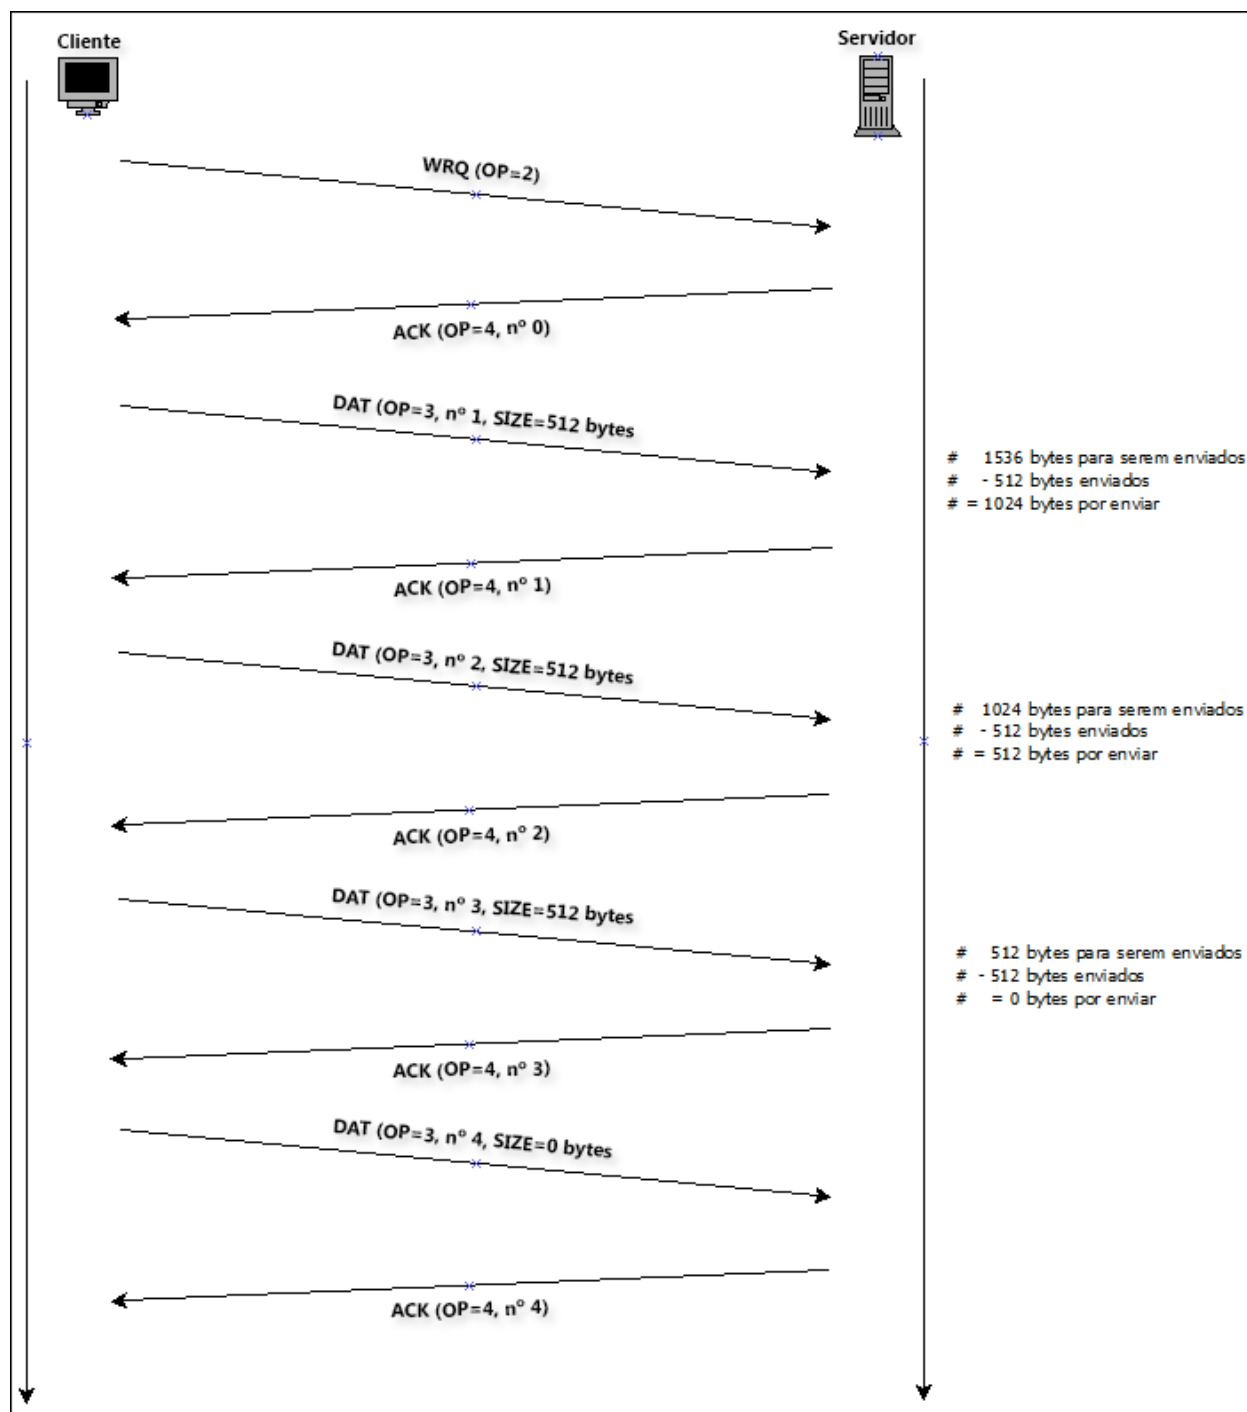 Cliente
Servidor
WRQ (OP=2)
ACK (OP=4, nº 0)
DAT (OP=3, nº 1, SIZE=512 bytes
# 1536 bytes para serem enviados
# - 512 bytes enviados
# = 1024 bytes por enviar
ACK (OP=4, nº 1)
DAT (OP=3, nº 2, SIZE=512 bytes
# 1024 bytes para serem enviados
# - 512 bytes enviados
# = 512 bytes por enviar
ACK (OP=4, nº 2)
DAT (OP=3, nº 3, SIZE=512 bytes
# 512 bytes para serem enviados
# - 512 bytes enviados
# = 0 bytes por enviar
ACK (OP=4, nº 3)
DAT (OP=3, nº 4, SIZE=0 bytes
ACK (OP=4, nº 4)